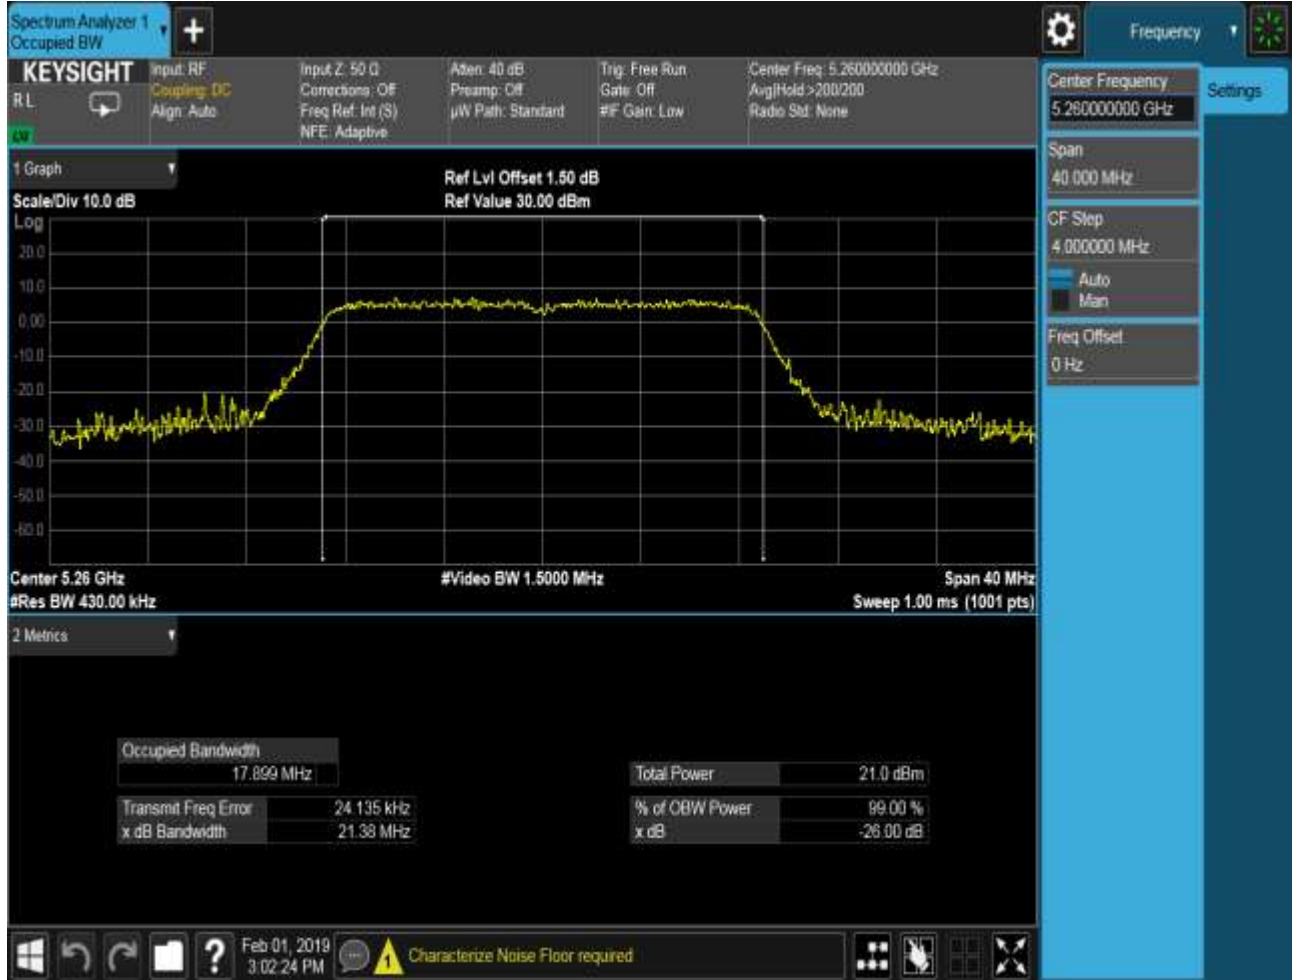 Spectrum Analyzer 1
Occupied BW
Frequency
KEYSIGHT
R L
Input: RF
Coupling: DC
Align: Auto
Input Z: 50 Ω
Corrections: Off
Freq Ref: Int (S)
NFE: Adaptive
Atten: 40 dB
Preamp: Off
µW Path: Standard
Trig: Free Run
Gate: Off
#IF Gain: Low
Center Freq: 5.260000000 GHz
Avg|Hold:>200/200
Radio Std: None
Center Frequency
5.260000000 GHz
Settings
Span
40.000 MHz
CF Step
4.000000 MHz
Auto
Man
Freq Offset
0 Hz
1 Graph
Scale/Div 10.0 dB
Ref Lvl Offset 1.50 dB
Ref Value 30.00 dBm
Log
20.0
10.0
0.00
-10.0
-20.0
-30.0
-40.0
-50.0
-60.0
Center 5.26 GHz
#Video BW 1.5000 MHz
Span 40 MHz
#Res BW 430.00 kHz
Sweep 1.00 ms (1001 pts)
2 Metrics
Occupied Bandwidth
17.899 MHz
Total Power 21.0 dBm
Transmit Freq Error 24.135 kHz
% of OBW Power 99.00 %
x dB Bandwidth 21.38 MHz
x dB -26.00 dB
?
Feb 01, 2019
3:02:24 PM
1
Characterize Noise Floor required